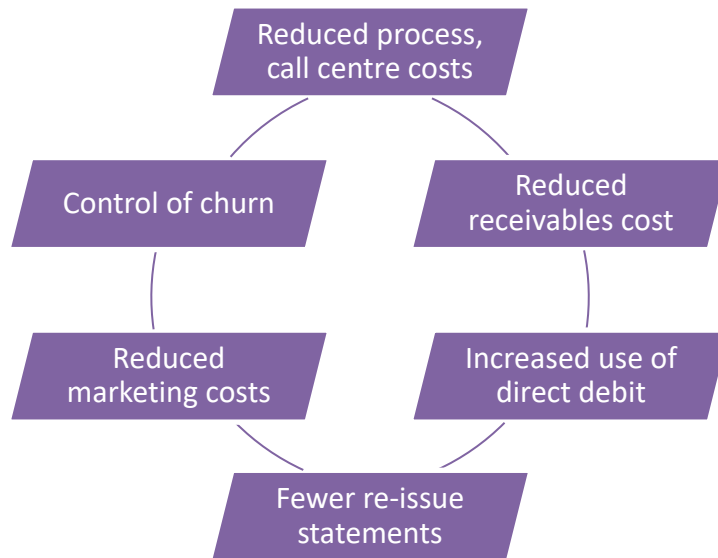 Reduced process,
call centre costs
Control of churn
Reduced
receivables cost
Reduced
marketing costs
Increased use of
direct debit
Fewer re-issue
statements